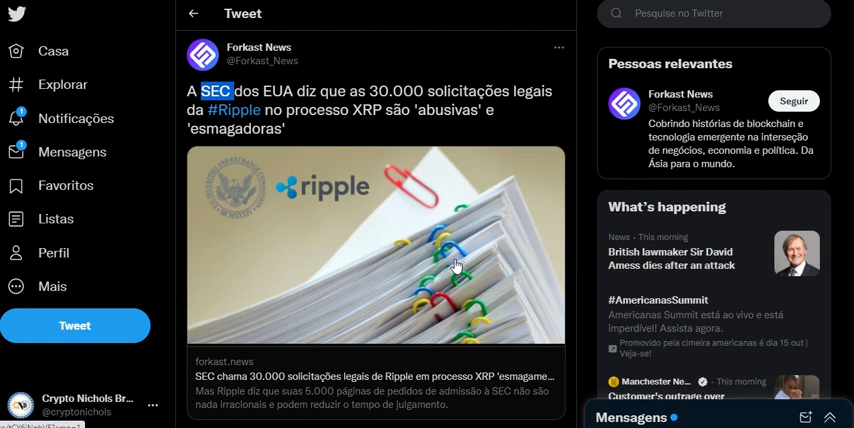 Tweet
Pesquise no Twitter
Casa
Explorar
1
Notificações
1
Mensagens
Favoritos
Listas
Perfil
Mais
Tweet
Crypto Nichols Br...
@cryptonichols
Forkast News
@Forkast_News
A SEC dos EUA diz que as 30.000 solicitações legais
da #Ripple no processo XRP são 'abusivas' e
'esmagadoras'
ripple
forkast.news
SEC chama 30.000 solicitações legais de Ripple em processo XRP 'esmagame...
Mas Ripple diz que suas 5.000 páginas de pedidos de admissão à SEC não são
nada irracionais e podem reduzir o tempo de julgamento.
Pessoas relevantes
Forkast News
@Forkast_News
Seguir
Cobrindo histórias de blockchain e
tecnologia emergente na interseção
de negócios, economia e política. Da
Ásia para o mundo.
What's happening
News · This morning
British lawmaker Sir David
Amess dies after an attack
#AmericanasSummit
Americanas Summit está ao vivo e está
imperdível! Assista agora.
Promovido pela cimeira americanas é dia 15 out |
Veja-se!
Manchester Ne... · This morning
Customer's outrage over
Mensagens